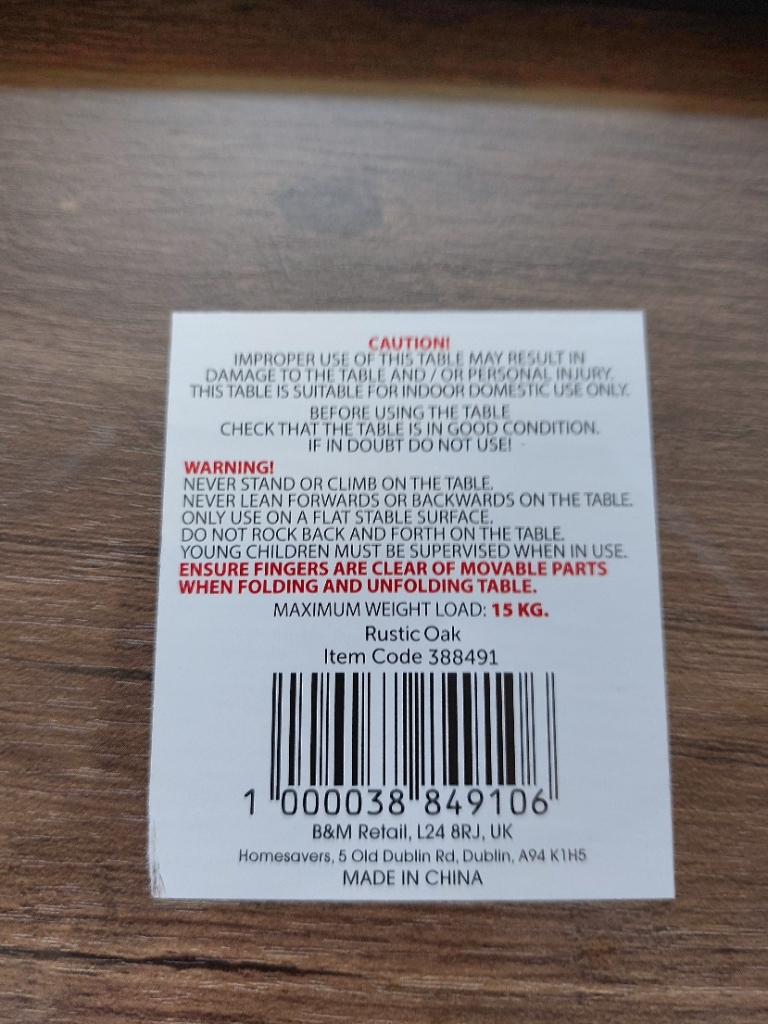 CAUTION!
IMPROPER USE OF THIS TABLE MAY RESULT IN
DAMAGE TO THE TABLE AND / OR PERSONAL INJURY.
THIS TABLE IS SUITABLE FOR INDOOR DOMESTIC USE ONLY.
BEFORE USING THE TABLE
CHECK THAT THE TABLE IS IN GOOD CONDITION.
IF IN DOUBT DO NOT USE!
WARNING!
NEVER STAND OR CLIMB ON THE TABLE.
NEVER LEAN FORWARDS OR BACKWARDS ON THE TABLE.
ONLY USE ON A FLAT STABLE SURFACE.
DO NOT ROCK BACK AND FORTH ON THE TABLE.
YOUNG CHILDREN MUST BE SUPERVISED WHEN IN USE.
ENSURE FINGERS ARE CLEAR OF MOVABLE PARTS
WHEN FOLDING AND UNFOLDING TABLE.
MAXIMUM WEIGHT LOAD: 15 KG.
Rustic Oak
Item Code 388491
1 000038 849106
B&M Retail, L24 8RJ, UK
Homesavers, 5 Old Dublin Rd, Dublin, A94 K1H5
MADE IN CHINA